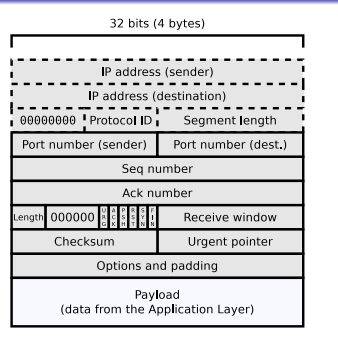 32 bits (4 bytes)
IP address (sender)
IP address (destination)
00000000 Protocol ID Segment length
Port number (sender) Port number (dest.)
Seq number
Ack number
Length 000000 URG ACK PSH RST SYN FIN Receive window
Checksum Urgent pointer
Options and padding
Payload
(data from the Application Layer)